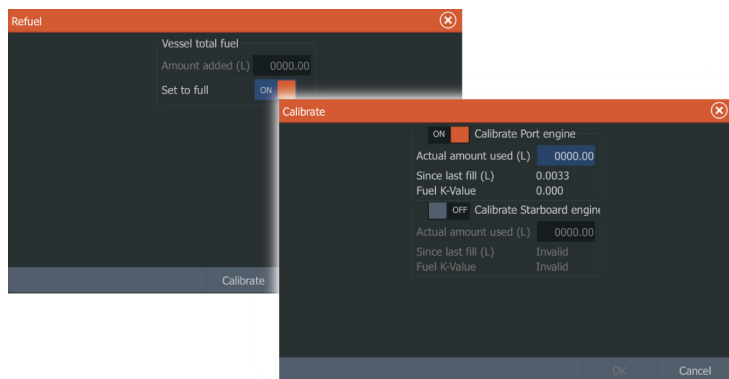 Refuel
Vessel total fuel
Amount added (L) 0000.00
Set to full ON
Calibrate
Calibrate
ON Calibrate Port engine
Actual amount used (L) 0000.00
Since last fill (L) 0.0033
Fuel K-Value 0.000
OFF Calibrate Starboard engine
Actual amount used (L) 0000.00
Since last fill (L) Invalid
Fuel K-Value Invalid
OK Cancel